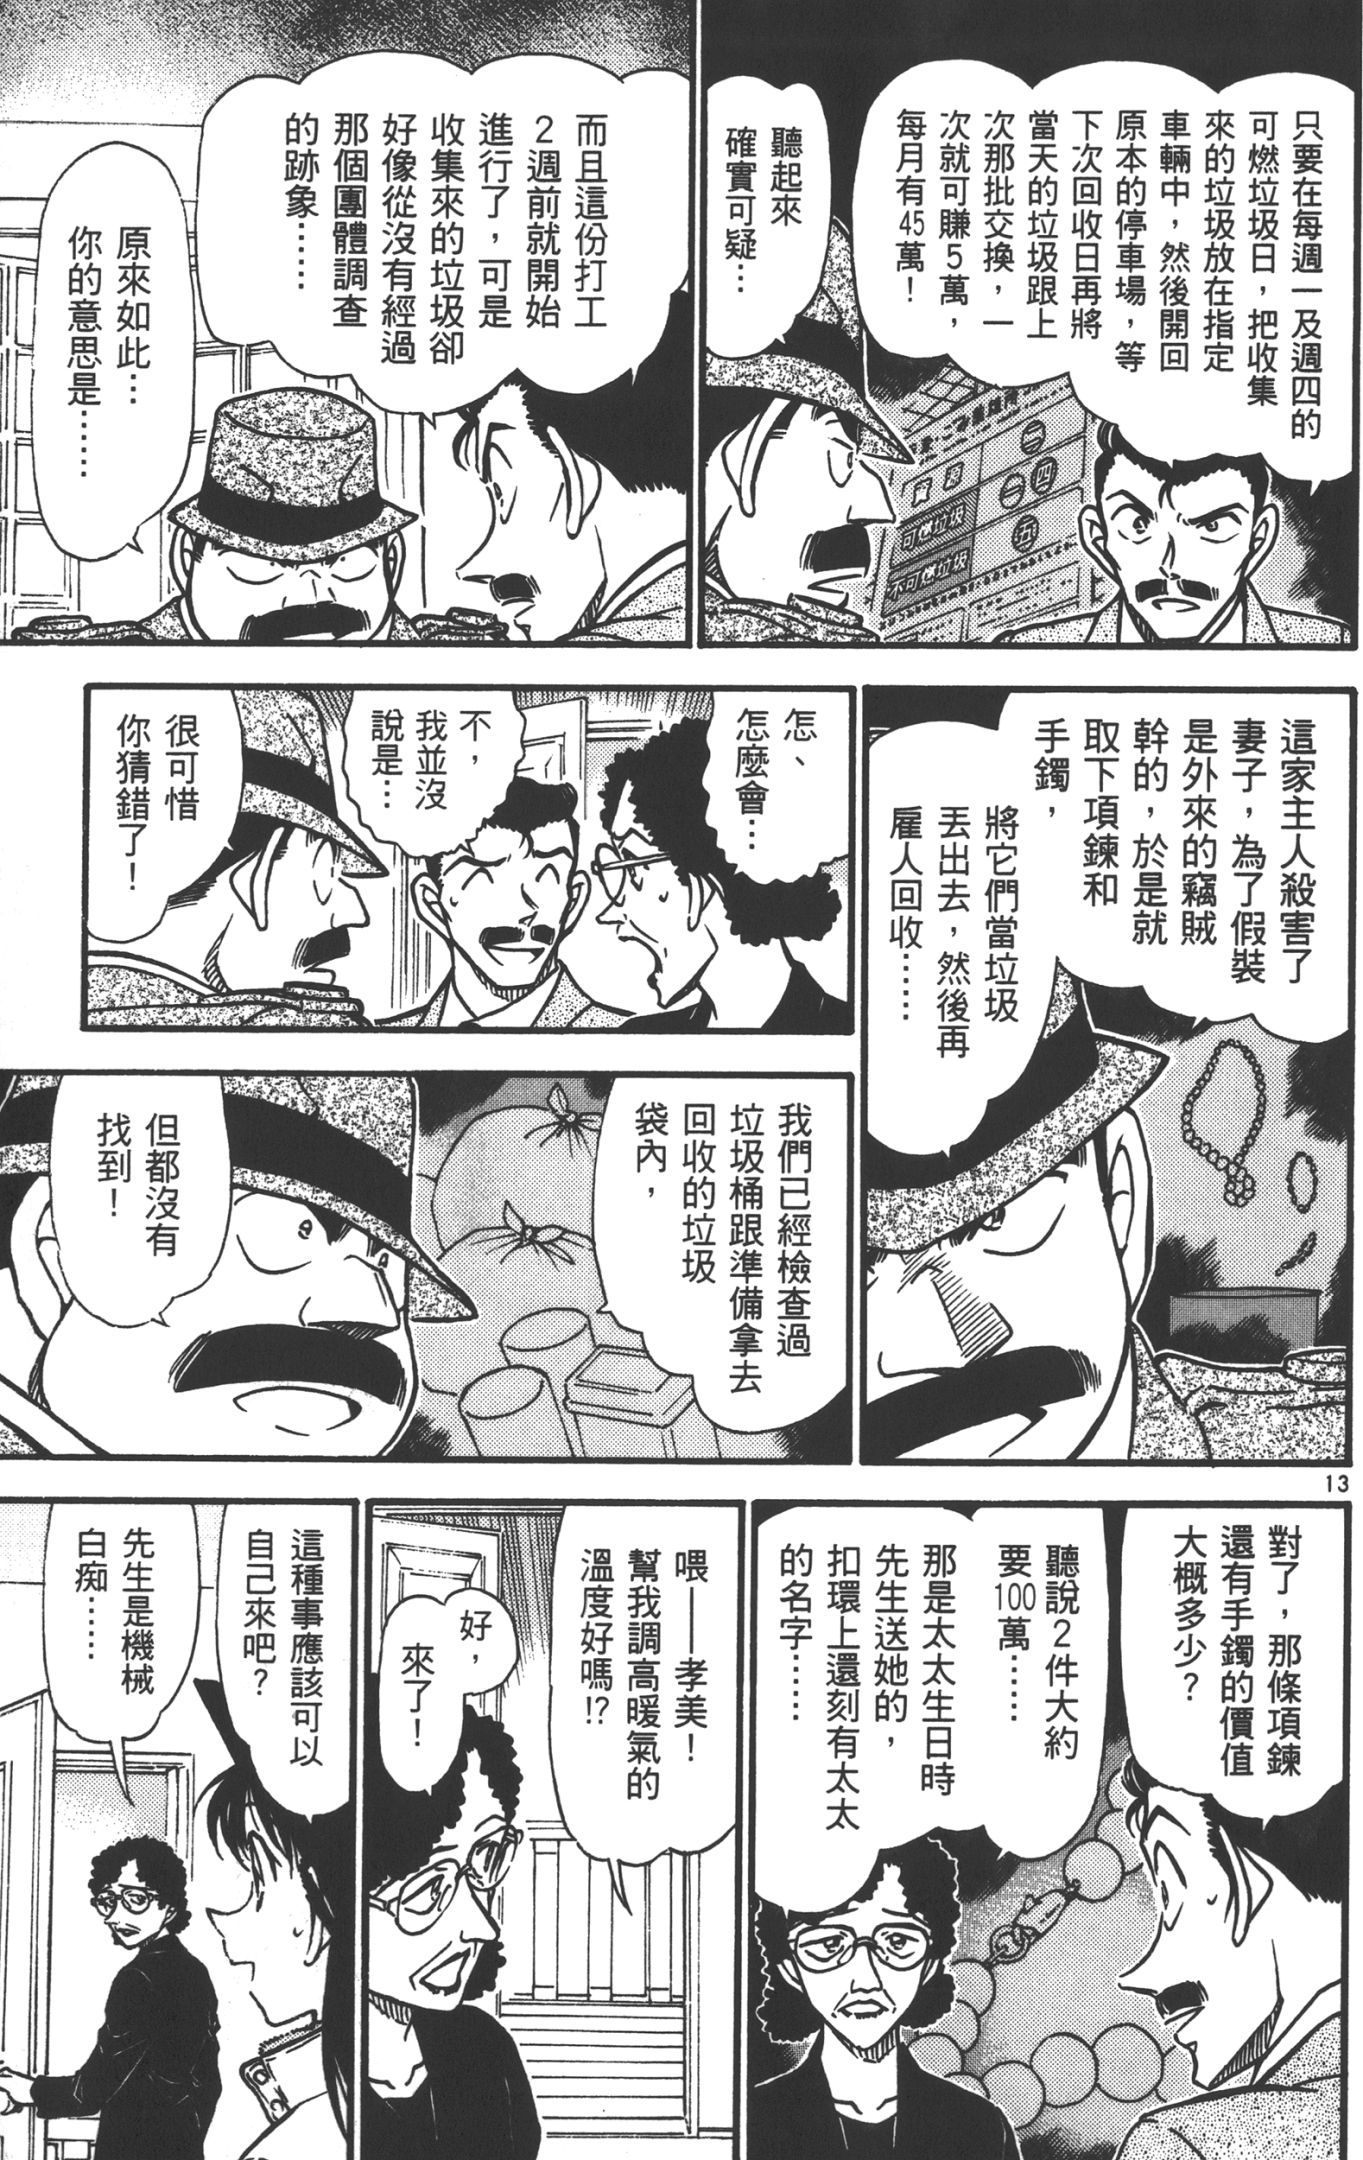 只要在每週一及週四的
可燃垃圾日，把收集
來的垃圾放在指定
車輛中，然後開回
原本的停車場，等
下次回收日再將
當天的垃圾跟上
次那批交換，一
次就可賺5萬，
每月有45萬！
聽起來
確實可疑…
資源
二
一 四
可燃垃圾
五
不可燃垃圾
而且這份打工
2週前就開始
進行了，可是
收集來的垃圾卻
好像從沒有經過
那個團體調查
的跡象……
原來如此…
你的意思是……
這家主人殺害了
妻子，為了假裝
是外來的竊賊
幹的，於是就
取下項鍊和
手鐲，
將它們當垃圾
丟出去，然後再
雇人回收……
怎、
怎麼會…
不，
我並沒
說是…
很可惜
你猜錯了！
我們已經檢查過
垃圾桶跟準備拿去
回收的垃圾
袋內，
但都沒有
找到！
13
對了，那條項鍊
還有手鐲的價值
大概多少？
聽說2件大約
要100萬……
那是太太生日時
先生送她的，
扣環上還刻有太太
的名字……
喂——孝美！
幫我調高暖氣的
溫度好嗎!?
好，
來了！
這種事應該可以
自己來吧？
先生是機械
白痴……